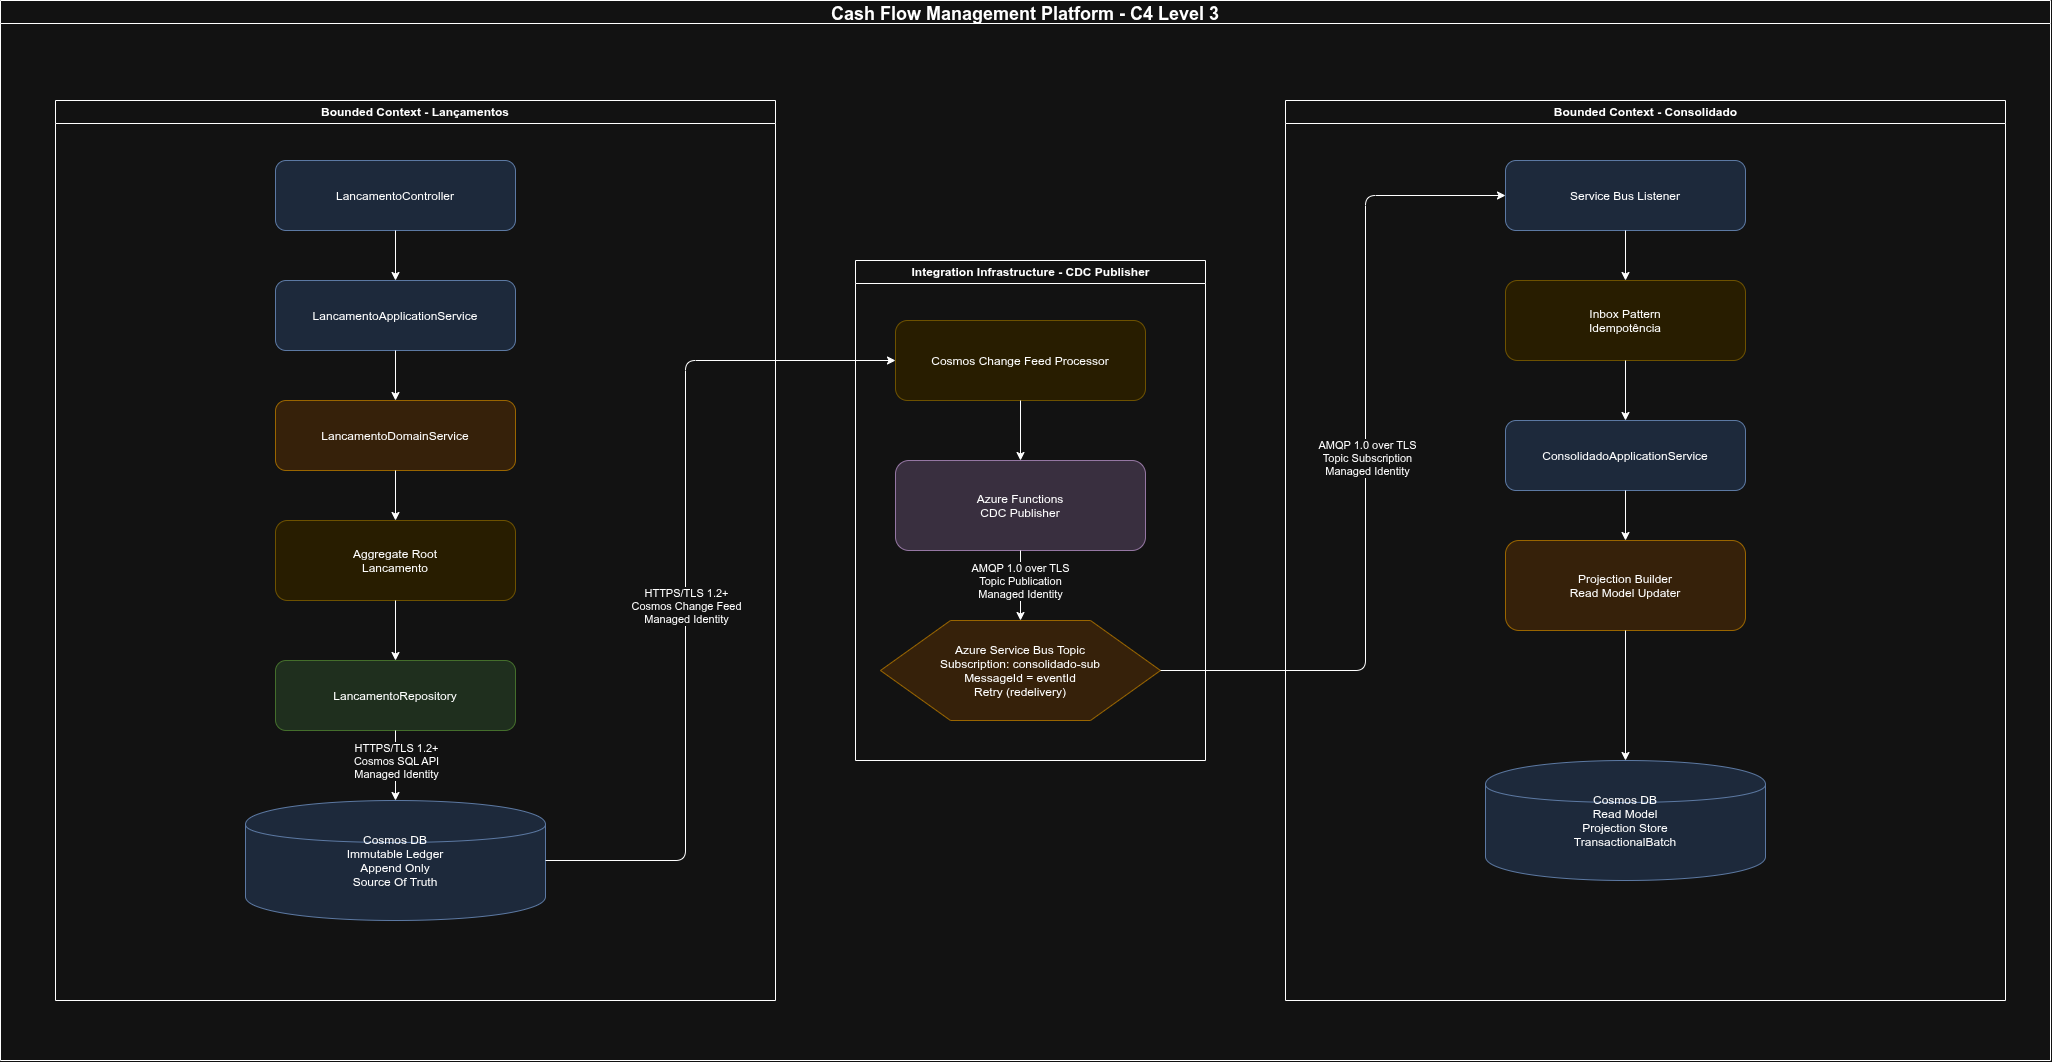 Cash Flow Management Platform - C4 Level 3
Bounded Context - Lançamentos
LancamentoController
LancamentoApplicationService
LancamentoDomainService
Aggregate Root
Lancamento
LancamentoRepository
HTTPS/TLS 1.2+
Cosmos SQL API
Managed Identity
Cosmos DB
Immutable Ledger
Append Only
Source Of Truth
HTTPS/TLS 1.2+
Cosmos Change Feed
Managed Identity
Integration Infrastructure - CDC Publisher
Cosmos Change Feed Processor
Azure Functions
CDC Publisher
AMQP 1.0 over TLS
Topic Publication
Managed Identity
Azure Service Bus Topic
Subscription: consolidado-sub
MessageId = eventId
Retry (redelivery)
AMQP 1.0 over TLS
Topic Subscription
Managed Identity
Bounded Context - Consolidado
Service Bus Listener
Inbox Pattern
Idempotência
ConsolidadoApplicationService
Projection Builder
Read Model Updater
Cosmos DB
Read Model
Projection Store
TransactionalBatch